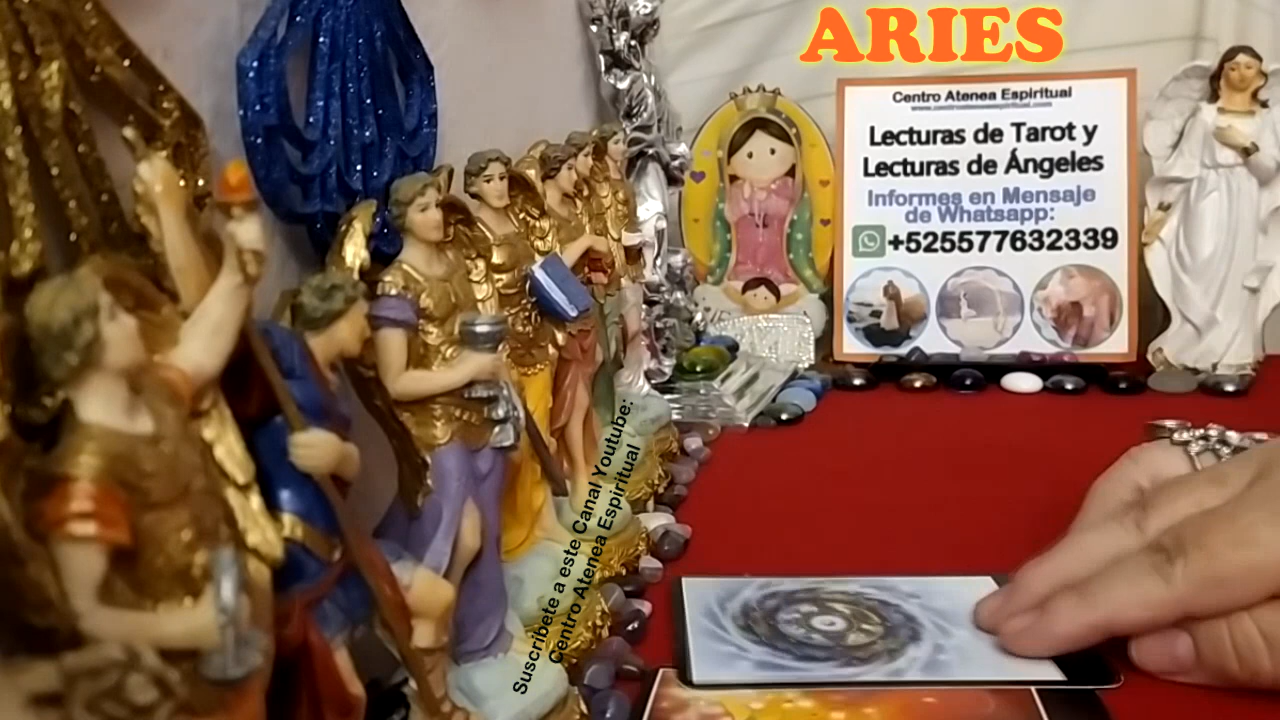 ARIES
Centro Atenea Espiritual
www.centroateneaespiritual.com
Lecturas de Tarot y
Lecturas de Ángeles
Informes en Mensaje
de Whatsapp:
+525577632339
Suscribete a este Canal Youtube:
Centro Atenea Espiritual